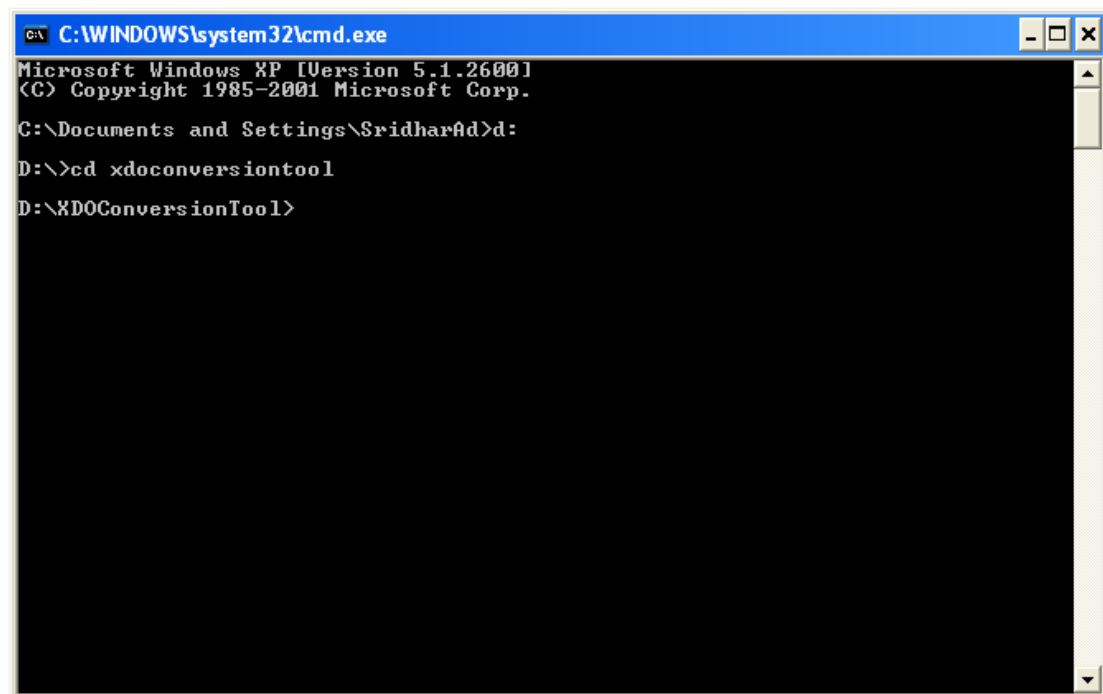 C:\WINDOWS\system32\cmd.exe
Microsoft Windows XP [Version 5.1.2600]
(C) Copyright 1985-2001 Microsoft Corp.
C:\Documents and Settings\SridharAd>d:
D:\>cd xdoconversiontool
D:\XDOConversionTool>